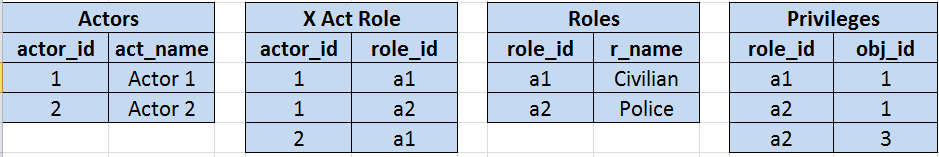 Actors X Act Role Roles Privileges
actor_id act_name actor_id role_id role_id r_name role_id obj_id
1 Actor 1 1 a1 a1 Civilian a1 1
2 Actor 2 1 a2 a2 Police a2 1
2 a1 a2 3